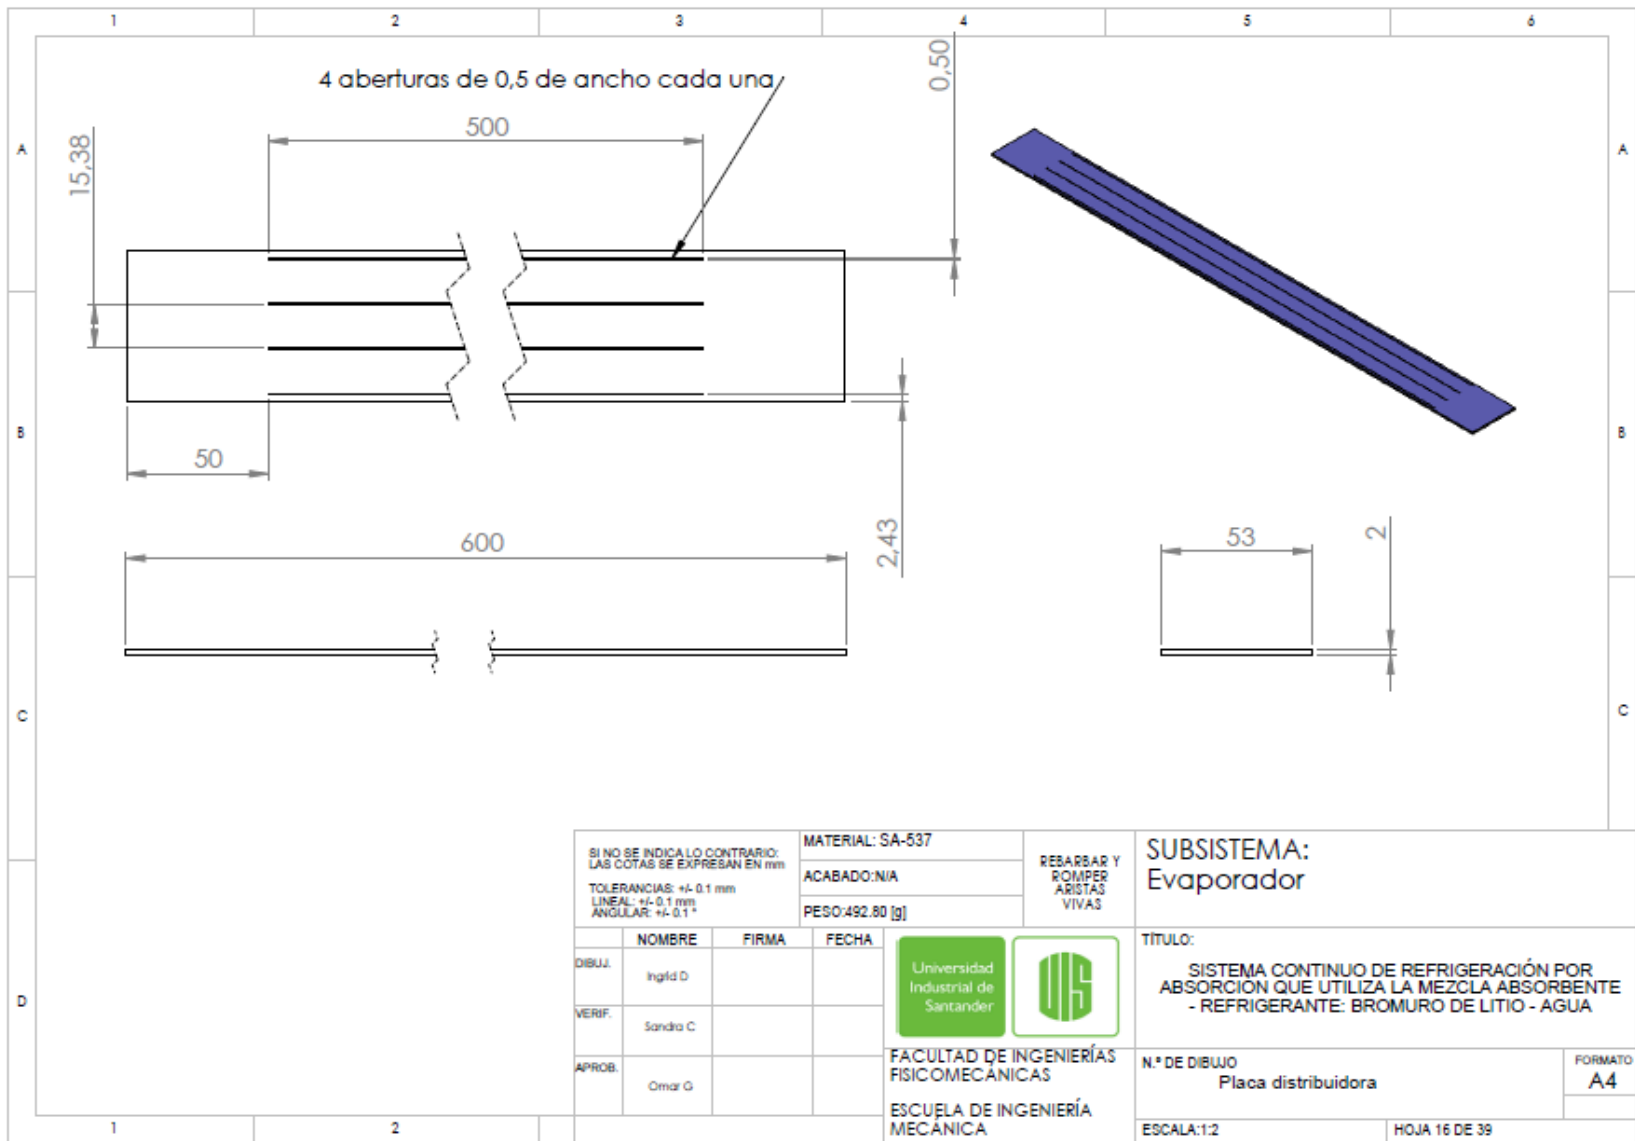 1 2 3 4 5 6
4 aberturas de 0,5 de ancho cada una
0,50
500
A
15,38
A
B
50
B
2,43
600
53
2
C
C
SI NO SE INDICA LO CONTRARIO:
LAS COTAS SE EXPRESAN EN mm
TOLERANCIAS: +/- 0.1 mm
LINEAL: +/- 0.1 mm
ANGULAR: +/- 0.1 °
MATERIAL: SA-537
ACABADO:N/A
PESO:492.80 [g]
REBARBAR Y
ROMPER
ARISTAS
VIVAS
SUBSISTEMA:
Evaporador
NOMBRE FIRMA FECHA
DIBUJ. Ingrid D
VERIF. Sandra C
APROB. Omar G
Universidad
Industrial de
Santander
UIS
FACULTAD DE INGENIERÍAS
FISICOMECÁNICAS
ESCUELA DE INGENIERÍA
MECÁNICA
TÍTULO:
SISTEMA CONTINUO DE REFRIGERACIÓN POR
ABSORCIÓN QUE UTILIZA LA MEZCLA ABSORBENTE
- REFRIGERANTE: BROMURO DE LITIO - AGUA
N.º DE DIBUJO
Placa distribuidora
FORMATO
A4
ESCALA:1:2
HOJA 16 DE 39
D
1 2